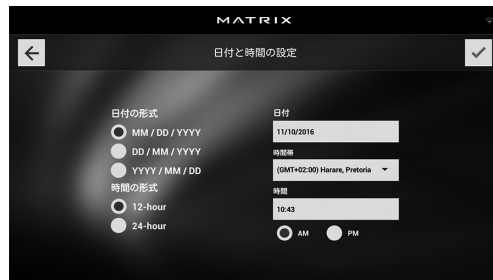 MATRIX
日付と時間の設定
日付の形式
MM / DD / YYYY
DD / MM / YYYY
YYYY / MM / DD
時間の形式
12-hour
24-hour
日付
11/10/2016
時間帯
(GMT+02:00) Harare, Pretoria
時間
10:43
AM
PM